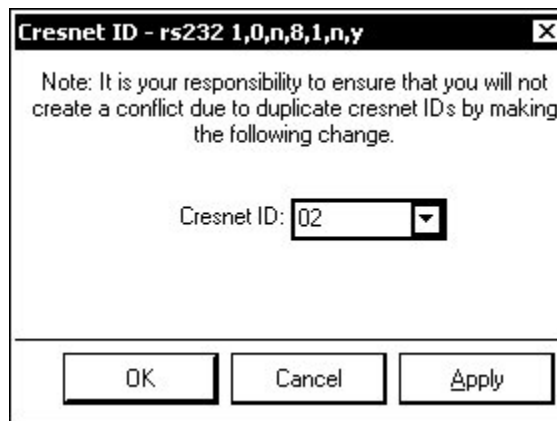 Cresnet ID - rs232 1,0,n,8,1,n,y
Note: It is your responsibility to ensure that you will not
create a conflict due to duplicate cresnet IDs by making
the following change.
Cresnet ID: 02
OK Cancel Apply